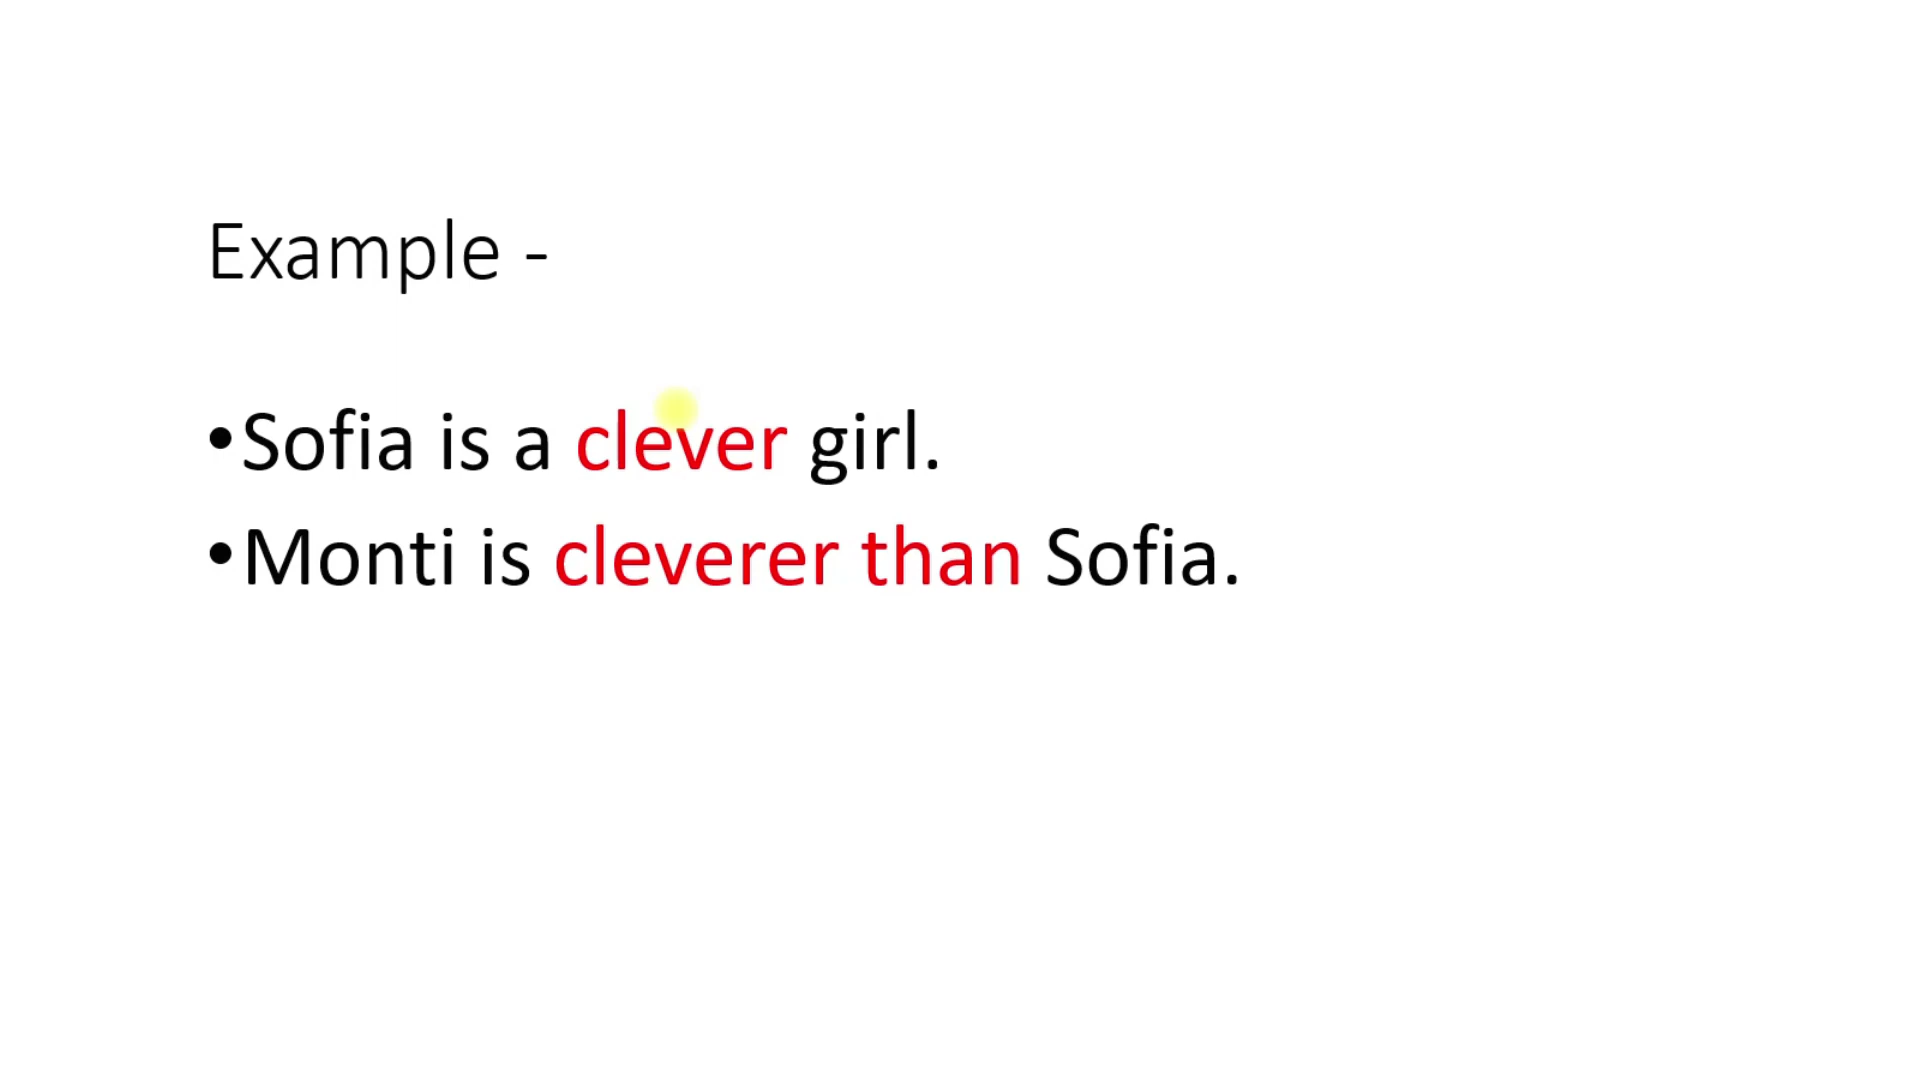 Example -
•Sofia is a clever girl.
•Monti is cleverer than Sofia.